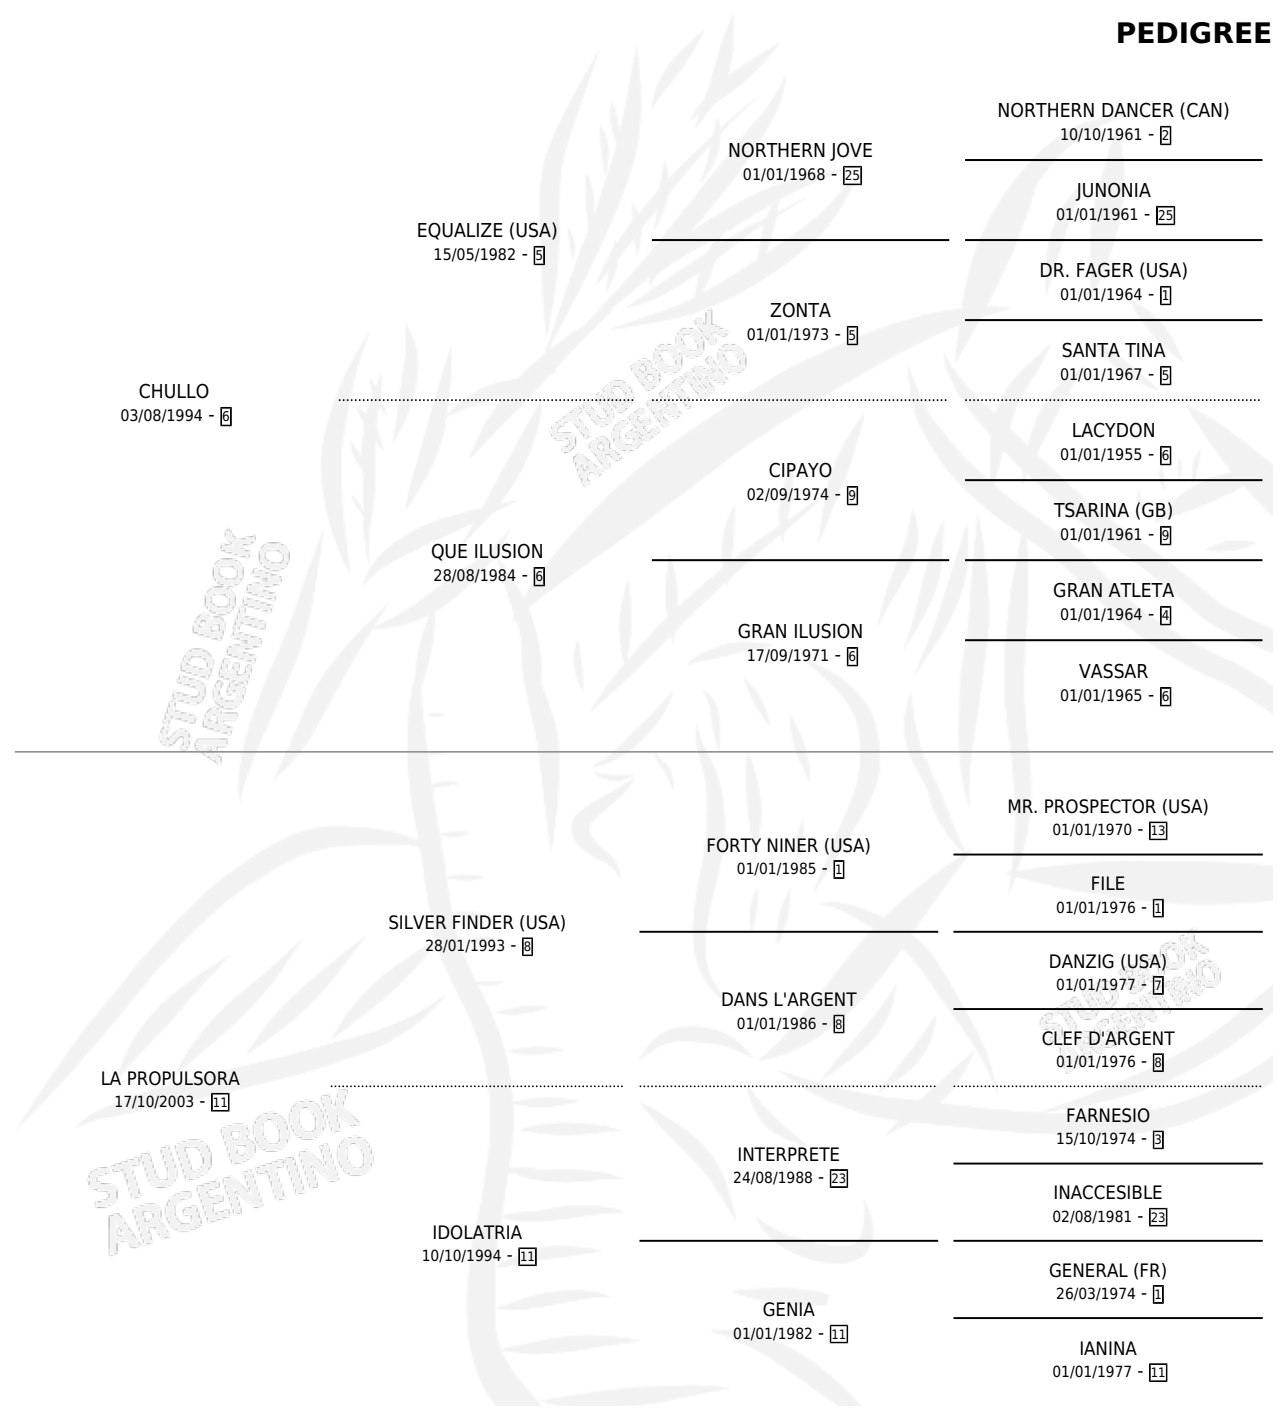 PEDIGREE
NORTHERN DANCER (CAN)
10/10/1961 - 2
NORTHERN JOVE
01/01/1968 - 25
JUNONIA
01/01/1961 - 25
EQUALIZE (USA)
15/05/1982 - 5
DR. FAGER (USA)
01/01/1964 - 1
ZONTA
01/01/1973 - 5
SANTA TINA
01/01/1967 - 5
CHULLO
03/08/1994 - 6
LACYDON
01/01/1955 - 6
CIPAYO
02/09/1974 - 9
TSARINA (GB)
01/01/1961 - 9
QUE ILUSION
28/08/1984 - 6
GRAN ATLETA
01/01/1964 - 4
GRAN ILUSION
17/09/1971 - 6
VASSAR
01/01/1965 - 6
STUD BOOK
ARGENTINO
STUD BOOK
ARGENTINO
MR. PROSPECTOR (USA)
01/01/1970 - 13
FORTY NINER (USA)
01/01/1985 - 1
FILE
01/01/1976 - 1
SILVER FINDER (USA)
28/01/1993 - 8
DANZIG (USA)
01/01/1977 - 7
DANS L'ARGENT
01/01/1986 - 8
CLEF D'ARGENT
01/01/1976 - 8
LA PROPULSORA
17/10/2003 - 11
FARNESIO
15/10/1974 - 3
INTERPRETE
24/08/1988 - 23
INACCESIBLE
02/08/1981 - 23
IDOLATRIA
10/10/1994 - 11
GENERAL (FR)
26/03/1974 - 1
GENIA
01/01/1982 - 11
IANINA
01/01/1977 - 11
STUD BOOK
ARGENTINO
STUD BOOK
ARGENTINO